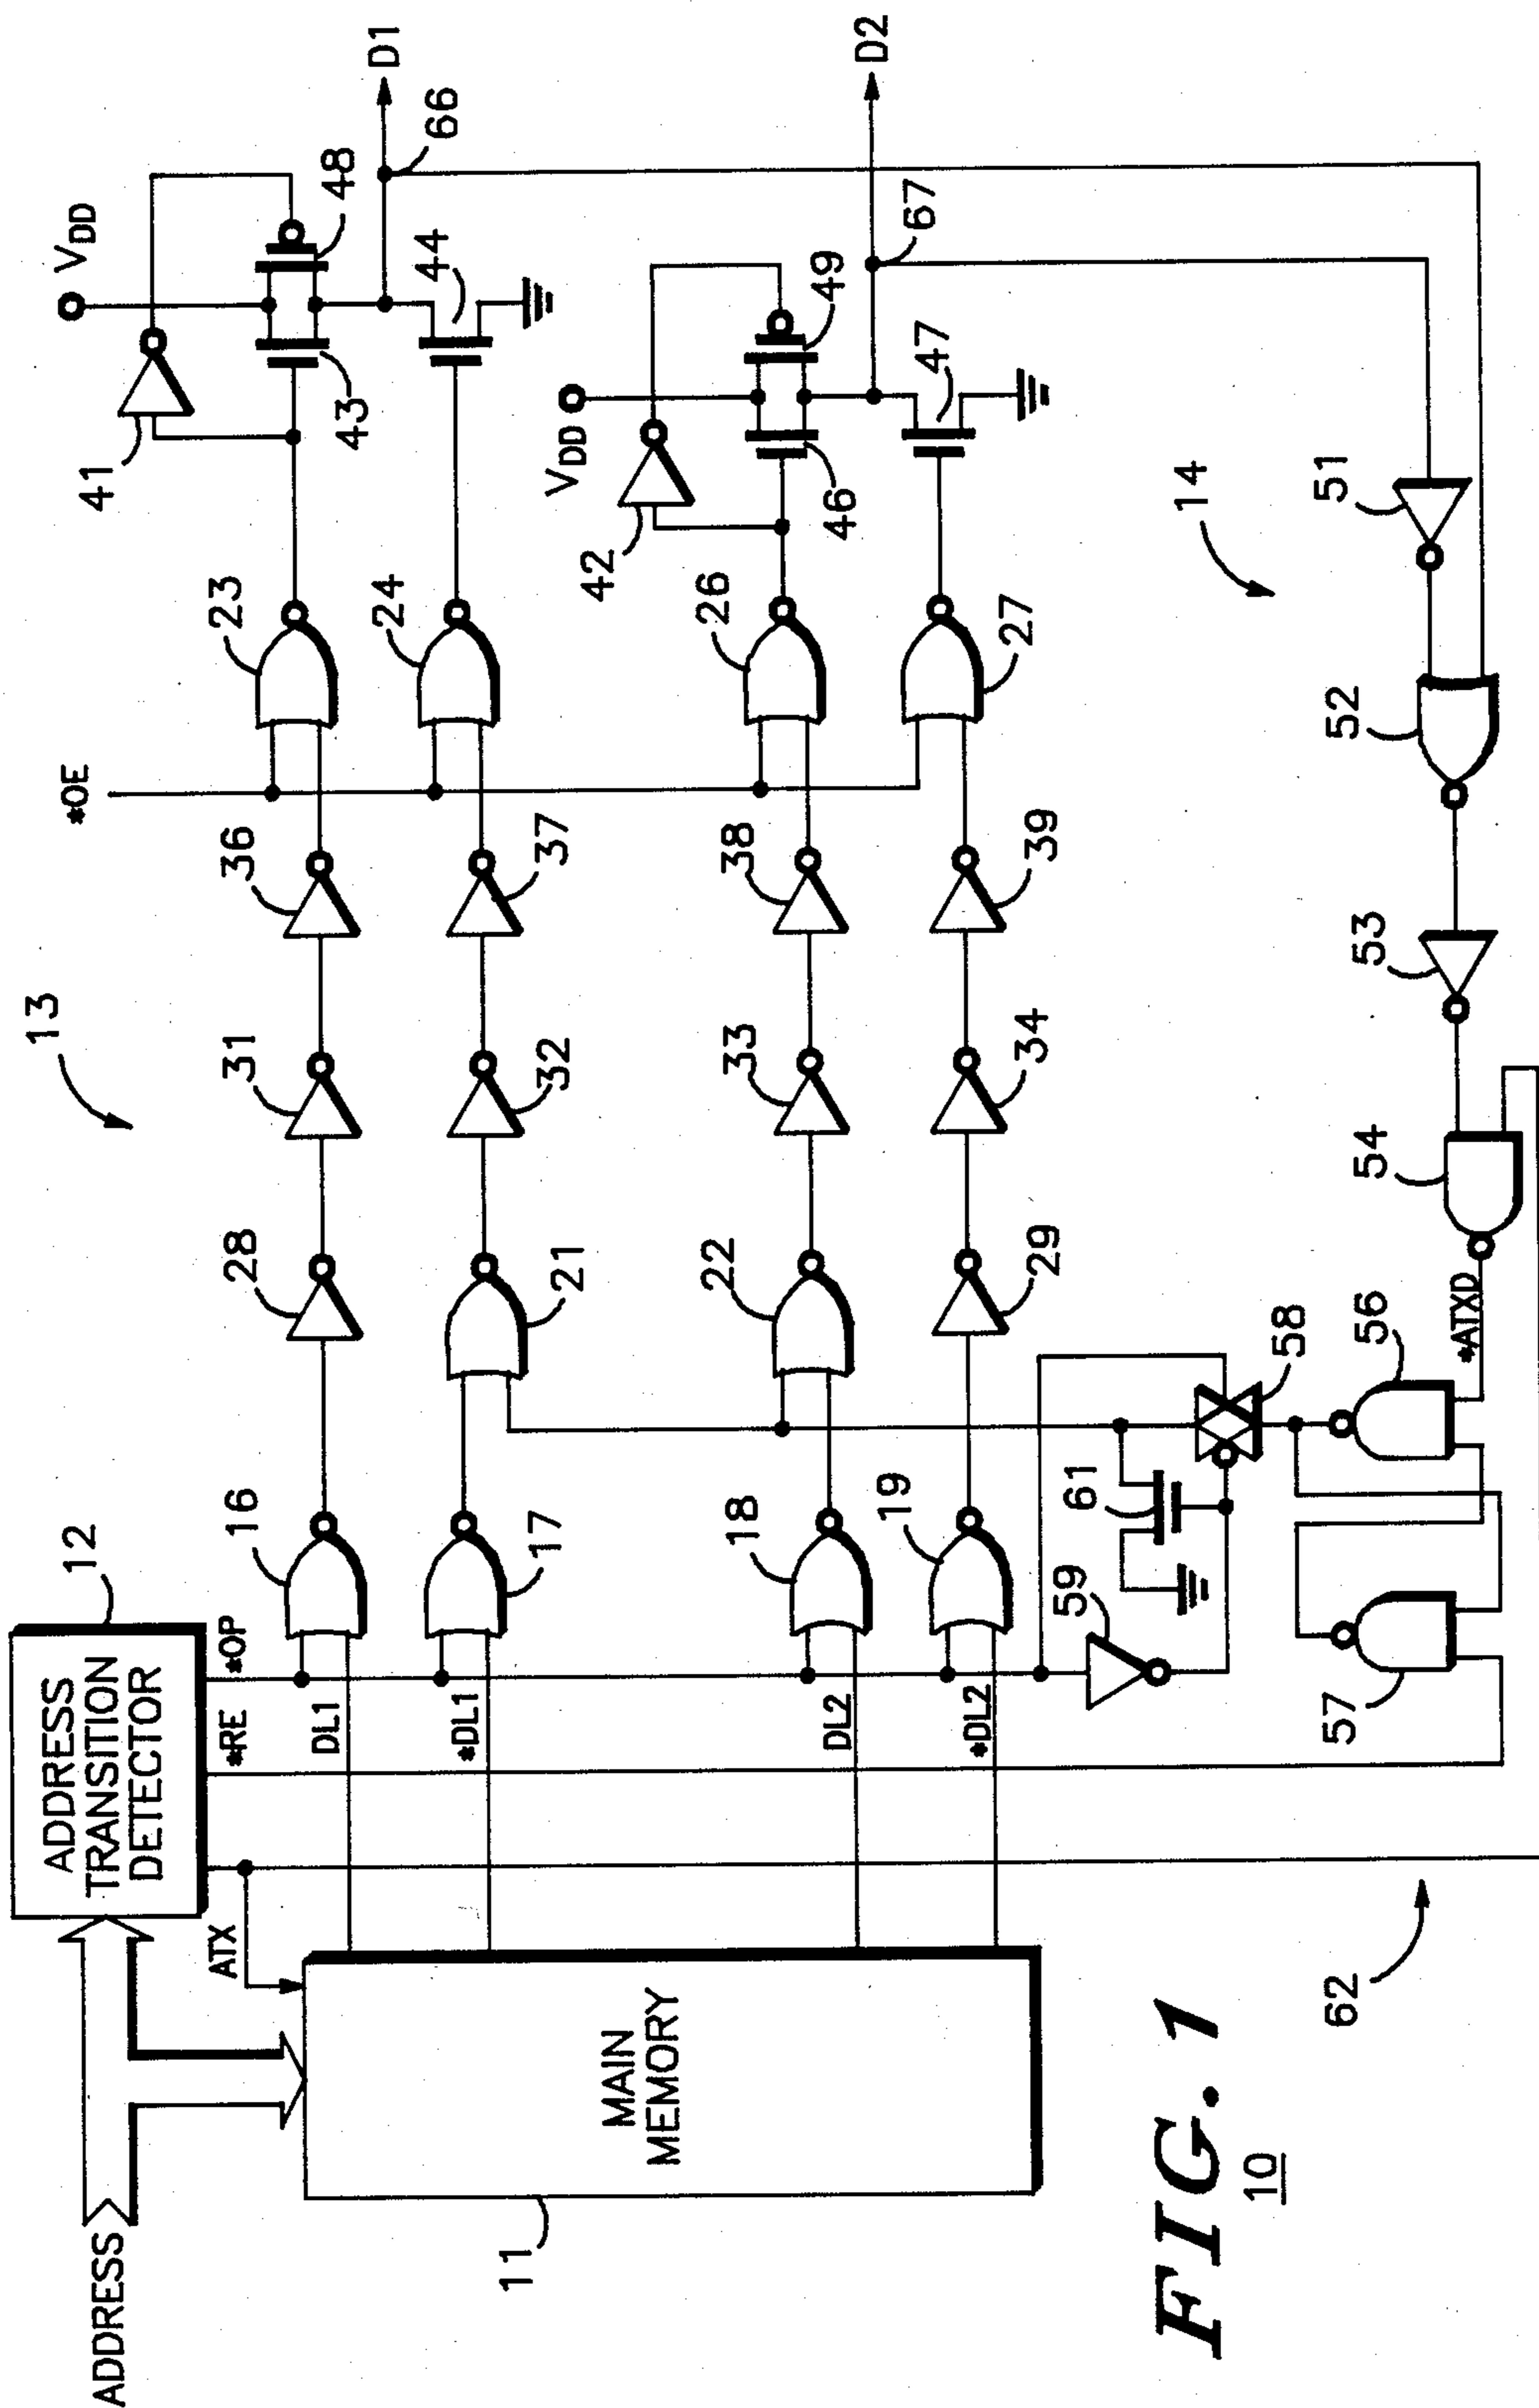 ADDRESS
ADDRESS
TRANSITION
DETECTOR
12
ATX
*RE
*OP
MAIN
MEMORY
11
DL1
*DL1
DL2
*DL2
16
17
18
19
28
21
22
29
13
31
32
33
34
36
37
38
39
*OE
23
24
26
27
41
42
VDD
43
48
44
66
D1
VDD
46
49
47
67
D2
14
51
52
53
54
*ATXD
56
57
58
59
61
62
FIG. 1
10